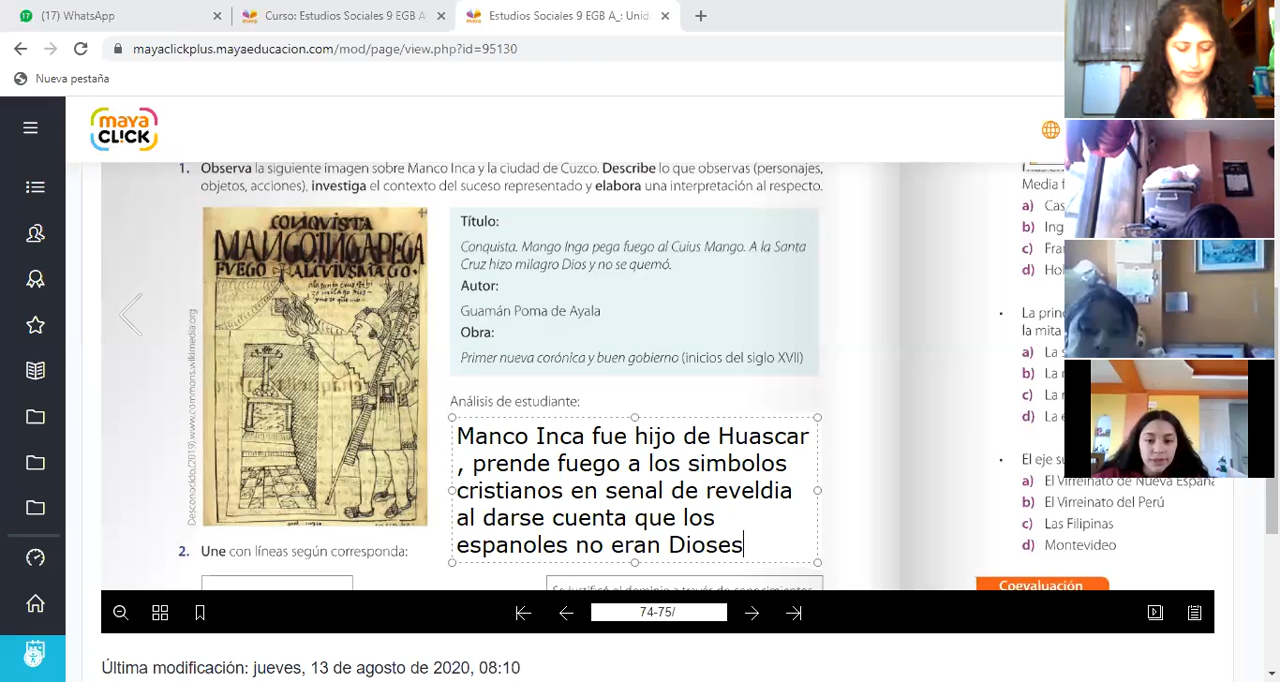 (17) WhatsApp
Curso: Estudios Sociales 9 EGB A
Estudios Sociales 9 EGB A_: Unid
mayaclickplus.mayaeducacion.com/mod/page/view.php?id=95130
Nueva pestaña
maya
CLICK
1. Observa la siguiente imagen sobre Manco Inca y la ciudad de Cuzco. Describe lo que observas (personajes,
objetos, acciones), investiga el contexto del suceso representado y elabora una interpretación al respecto.
CONQVISTA
Título:
Conquista. Mango Inga pega fuego al Cuius Mango. A la Santa
Cruz hizo milagro Dios y no se quemó.
Autor:
Guamán Poma de Ayala
Obra:
Primer nueva corónica y buen gobierno (inicios del siglo XVII)
Desconocido,(2019).www.commons.wikimedia.org
Análisis de estudiante:
Manco Inca fue hijo de Huascar
, prende fuego a los simbolos
cristianos en senal de reveldia
al darse cuenta que los
espanoles no eran Dioses
2. Une con líneas según corresponda:
Media f
a) Cas
b) Ing
c) Fra
d) Hol
La prin
la mita
a) La s
b) La
c) La
d) La e
El eje su
a) El Virreinato de Nueva España
b) El Virreinato del Perú
c) Las Filipinas
d) Montevideo
Coevaluación
74-75/
Última modificación: jueves, 13 de agosto de 2020, 08:10